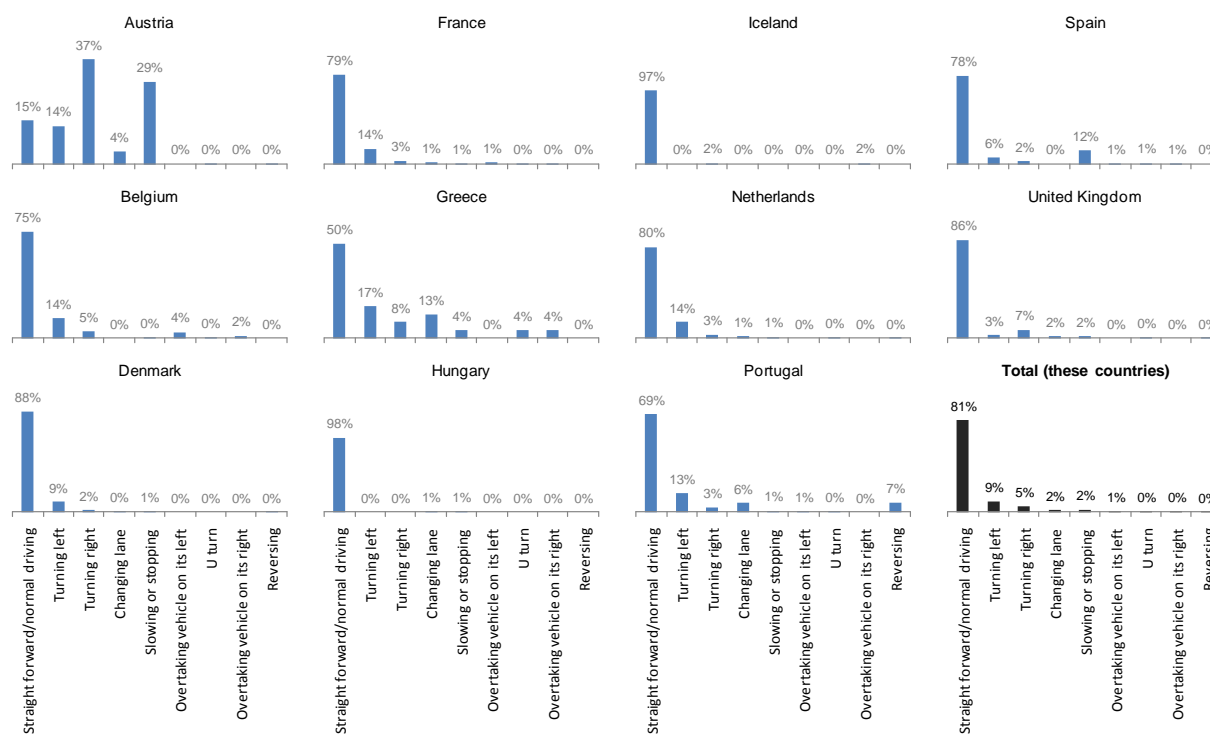 Austria
37%
29%
15%
14%
4%
0% 0% 0% 0%
France
79%
14%
3% 1% 1% 1% 0% 0% 0%
Iceland
97%
0% 2% 0% 0% 0% 0% 2% 0%
Spain
78%
6% 2% 0% 12% 1% 1% 1% 0%
Belgium
75%
14%
5% 0% 0% 4% 0% 2% 0%
Greece
50%
17%
8% 13% 4% 0% 4% 4% 0%
Netherlands
80%
14%
3% 1% 1% 0% 0% 0% 0%
United Kingdom
86%
3% 7% 2% 2% 0% 0% 0% 0%
Denmark
88%
9% 2% 0% 1% 0% 0% 0% 0%
Hungary
98%
0% 0% 1% 1% 0% 0% 0% 0%
Portugal
69%
13%
3% 6% 1% 1% 0% 0% 7%
Total (these countries)
81%
9% 5% 2% 2% 1% 0% 0% 0%
Straight forward/normal driving
Turning left
Turning right
Changing lane
Slowing or stopping
Overtaking vehicle on its left
U turn
Overtaking vehicle on its right
Reversing
Straight forward/normal driving
Turning left
Turning right
Changing lane
Slowing or stopping
Overtaking vehicle on its left
U turn
Overtaking vehicle on its right
Reversing
Straight forward/normal driving
Turning left
Turning right
Changing lane
Slowing or stopping
Overtaking vehicle on its left
U turn
Overtaking vehicle on its right
Reversing
Straight forward/normal driving
Turning left
Turning right
Changing lane
Slowing or stopping
Overtaking vehicle on its left
U turn
Overtaking vehicle on its right
Reversing